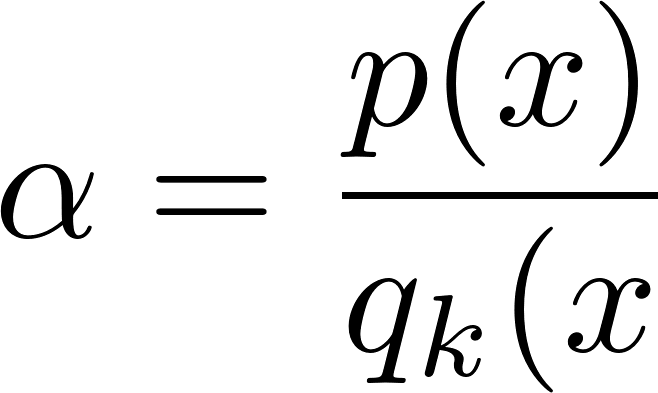 α = p(x) / q_k(x